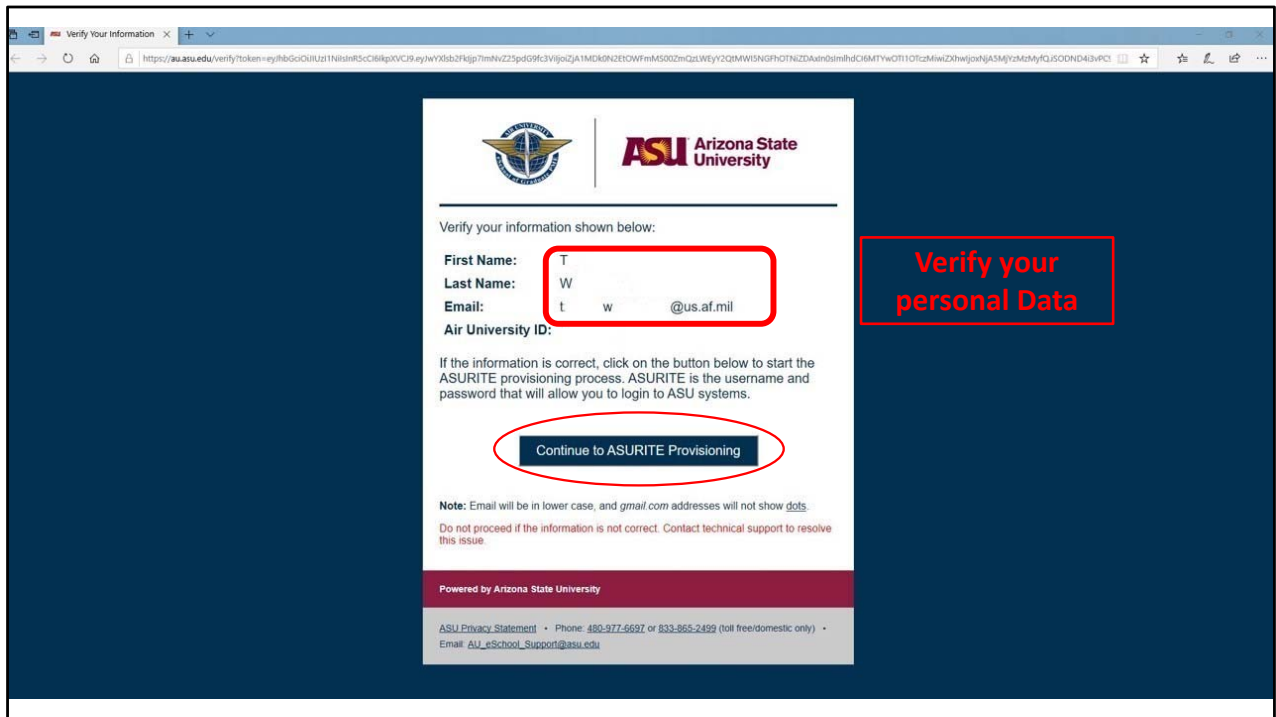 Verify Your Information
AIR UNIVERSITY
ASU Arizona State
University
Verify your information shown below:
First Name: T
Last Name: W
Email: t w @us.af.mil
Air University ID:
Verify your
personal Data
If the information is correct, click on the button below to start the
ASURITE provisioning process. ASURITE is the username and
password that will allow you to login to ASU systems.
Continue to ASURITE Provisioning
Note: Email will be in lower case, and gmail.com addresses will not show dots.
Do not proceed if the information is not correct. Contact technical support to resolve
this issue.
Powered by Arizona State University
ASU Privacy Statement • Phone: 480-977-6697 or 833-865-2499 (toll free/domestic only) •
Email: AU_eSchool_Support@asu.edu